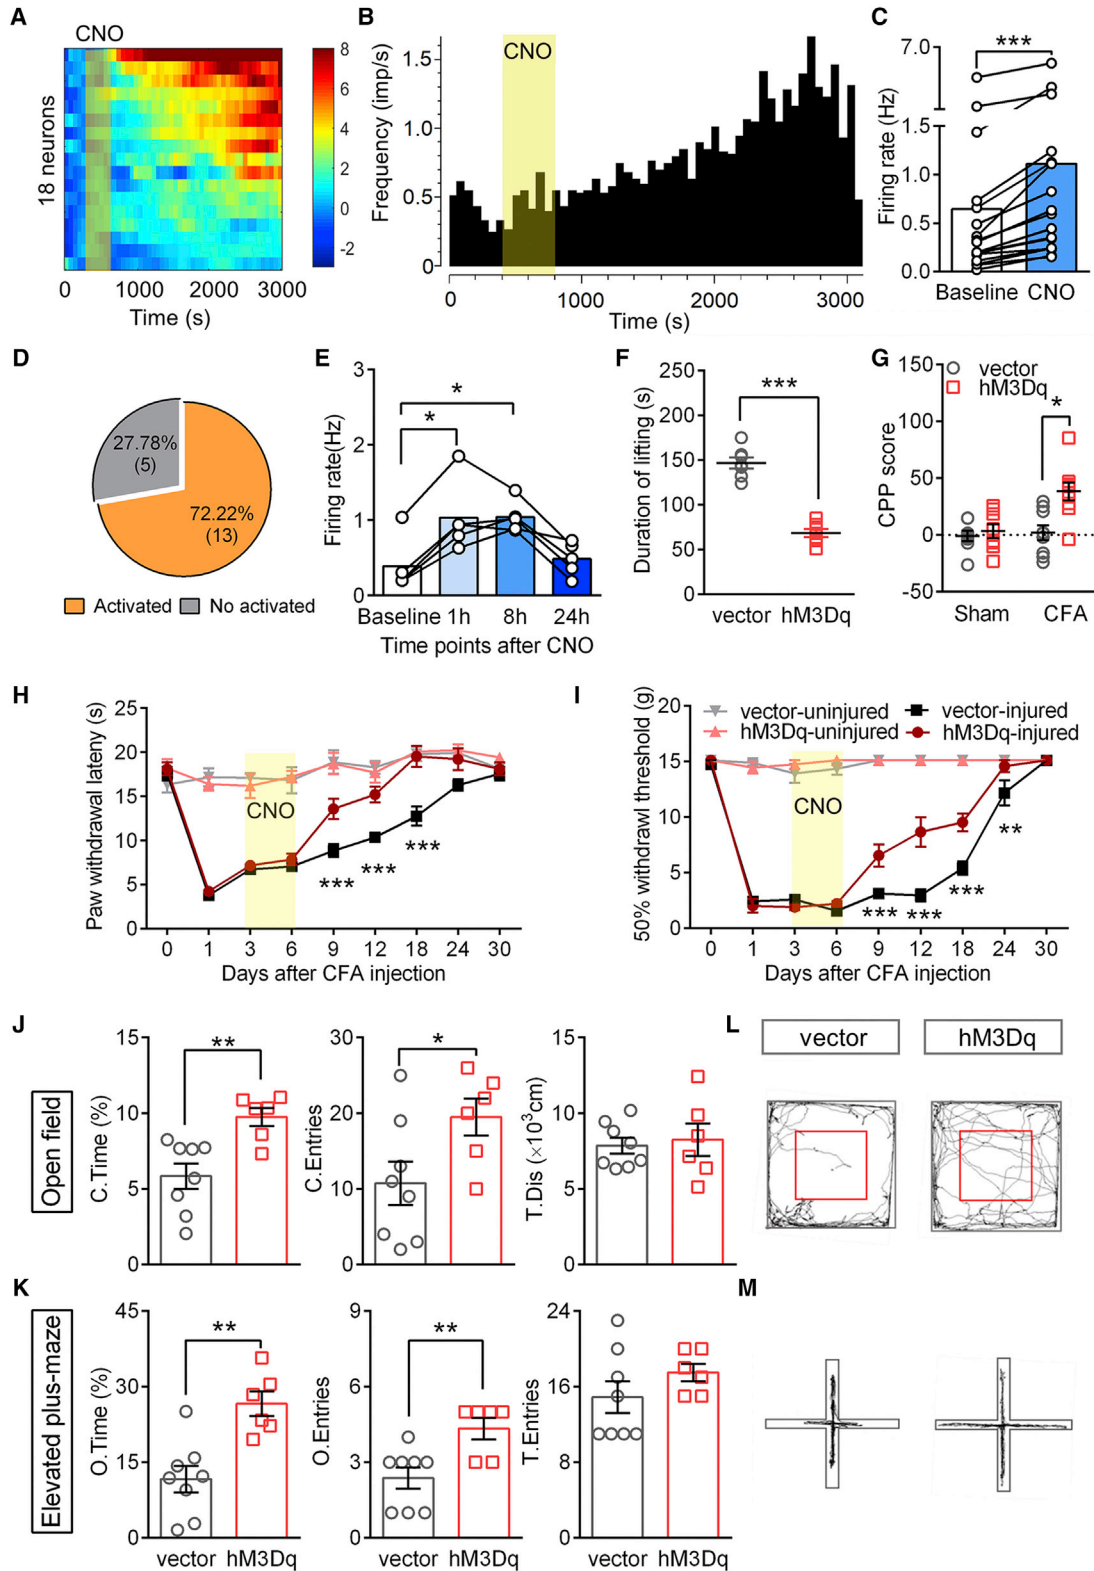 A
CNO
18 neurons
8
6
4
2
0
-2
0 1000 2000 3000
Time (s)
B
CNO
Frequency (imp/s)
1.5
1.0
0.5
0
0 1000 2000 3000
Time (s)
C
***
Firing rate (Hz)
7.0
1.5
1.0
0.5
0.0
Baseline CNO
D
27.78%
(5)
72.22%
(13)
Activated No activated
E
Firing rate(Hz)
3
2
1
0
*
*
Baseline 1h 8h 24h
Time points after CNO
F
Duration of lifting (s)
250
200
150
100
50
0
***
vector hM3Dq
G
CPP score
150
100
50
0
-50
vector
hM3Dq
*
Sham CFA
H
Paw withdrawal lateny (s)
25
20
15
10
5
0
CNO
*** *** ***
0 1 3 6 9 12 18 24 30
Days after CFA injection
I
50% withdrawl threshold (g)
20
15
10
5
0
vector-uninjured vector-injured
hM3Dq-uninjured hM3Dq-injured
CNO
*** *** *** **
0 1 3 6 9 12 18 24 30
Days after CFA injection
J
Open field
C.Time (%)
15
10
5
0
**
C.Entries
30
20
10
0
*
T.Dis (×10³cm)
15
10
5
0
L
vector hM3Dq
K
Elevated plus-maze
O.Time (%)
45
30
15
0
**
vector hM3Dq
O.Entries
9
6
3
0
**
vector hM3Dq
T.Entries
24
16
8
0
vector hM3Dq
M